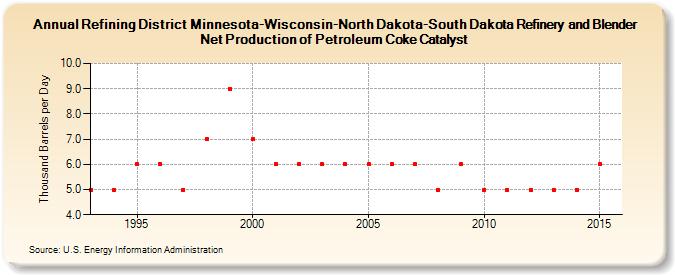 Annual Refining District Minnesota-Wisconsin-North Dakota-South Dakota Refinery and Blender
Net Production of Petroleum Coke Catalyst
Thousand Barrels per Day
10.0
9.0
8.0
7.0
6.0
5.0
4.0
1995 2000 2005 2010 2015
Source: U.S. Energy Information Administration